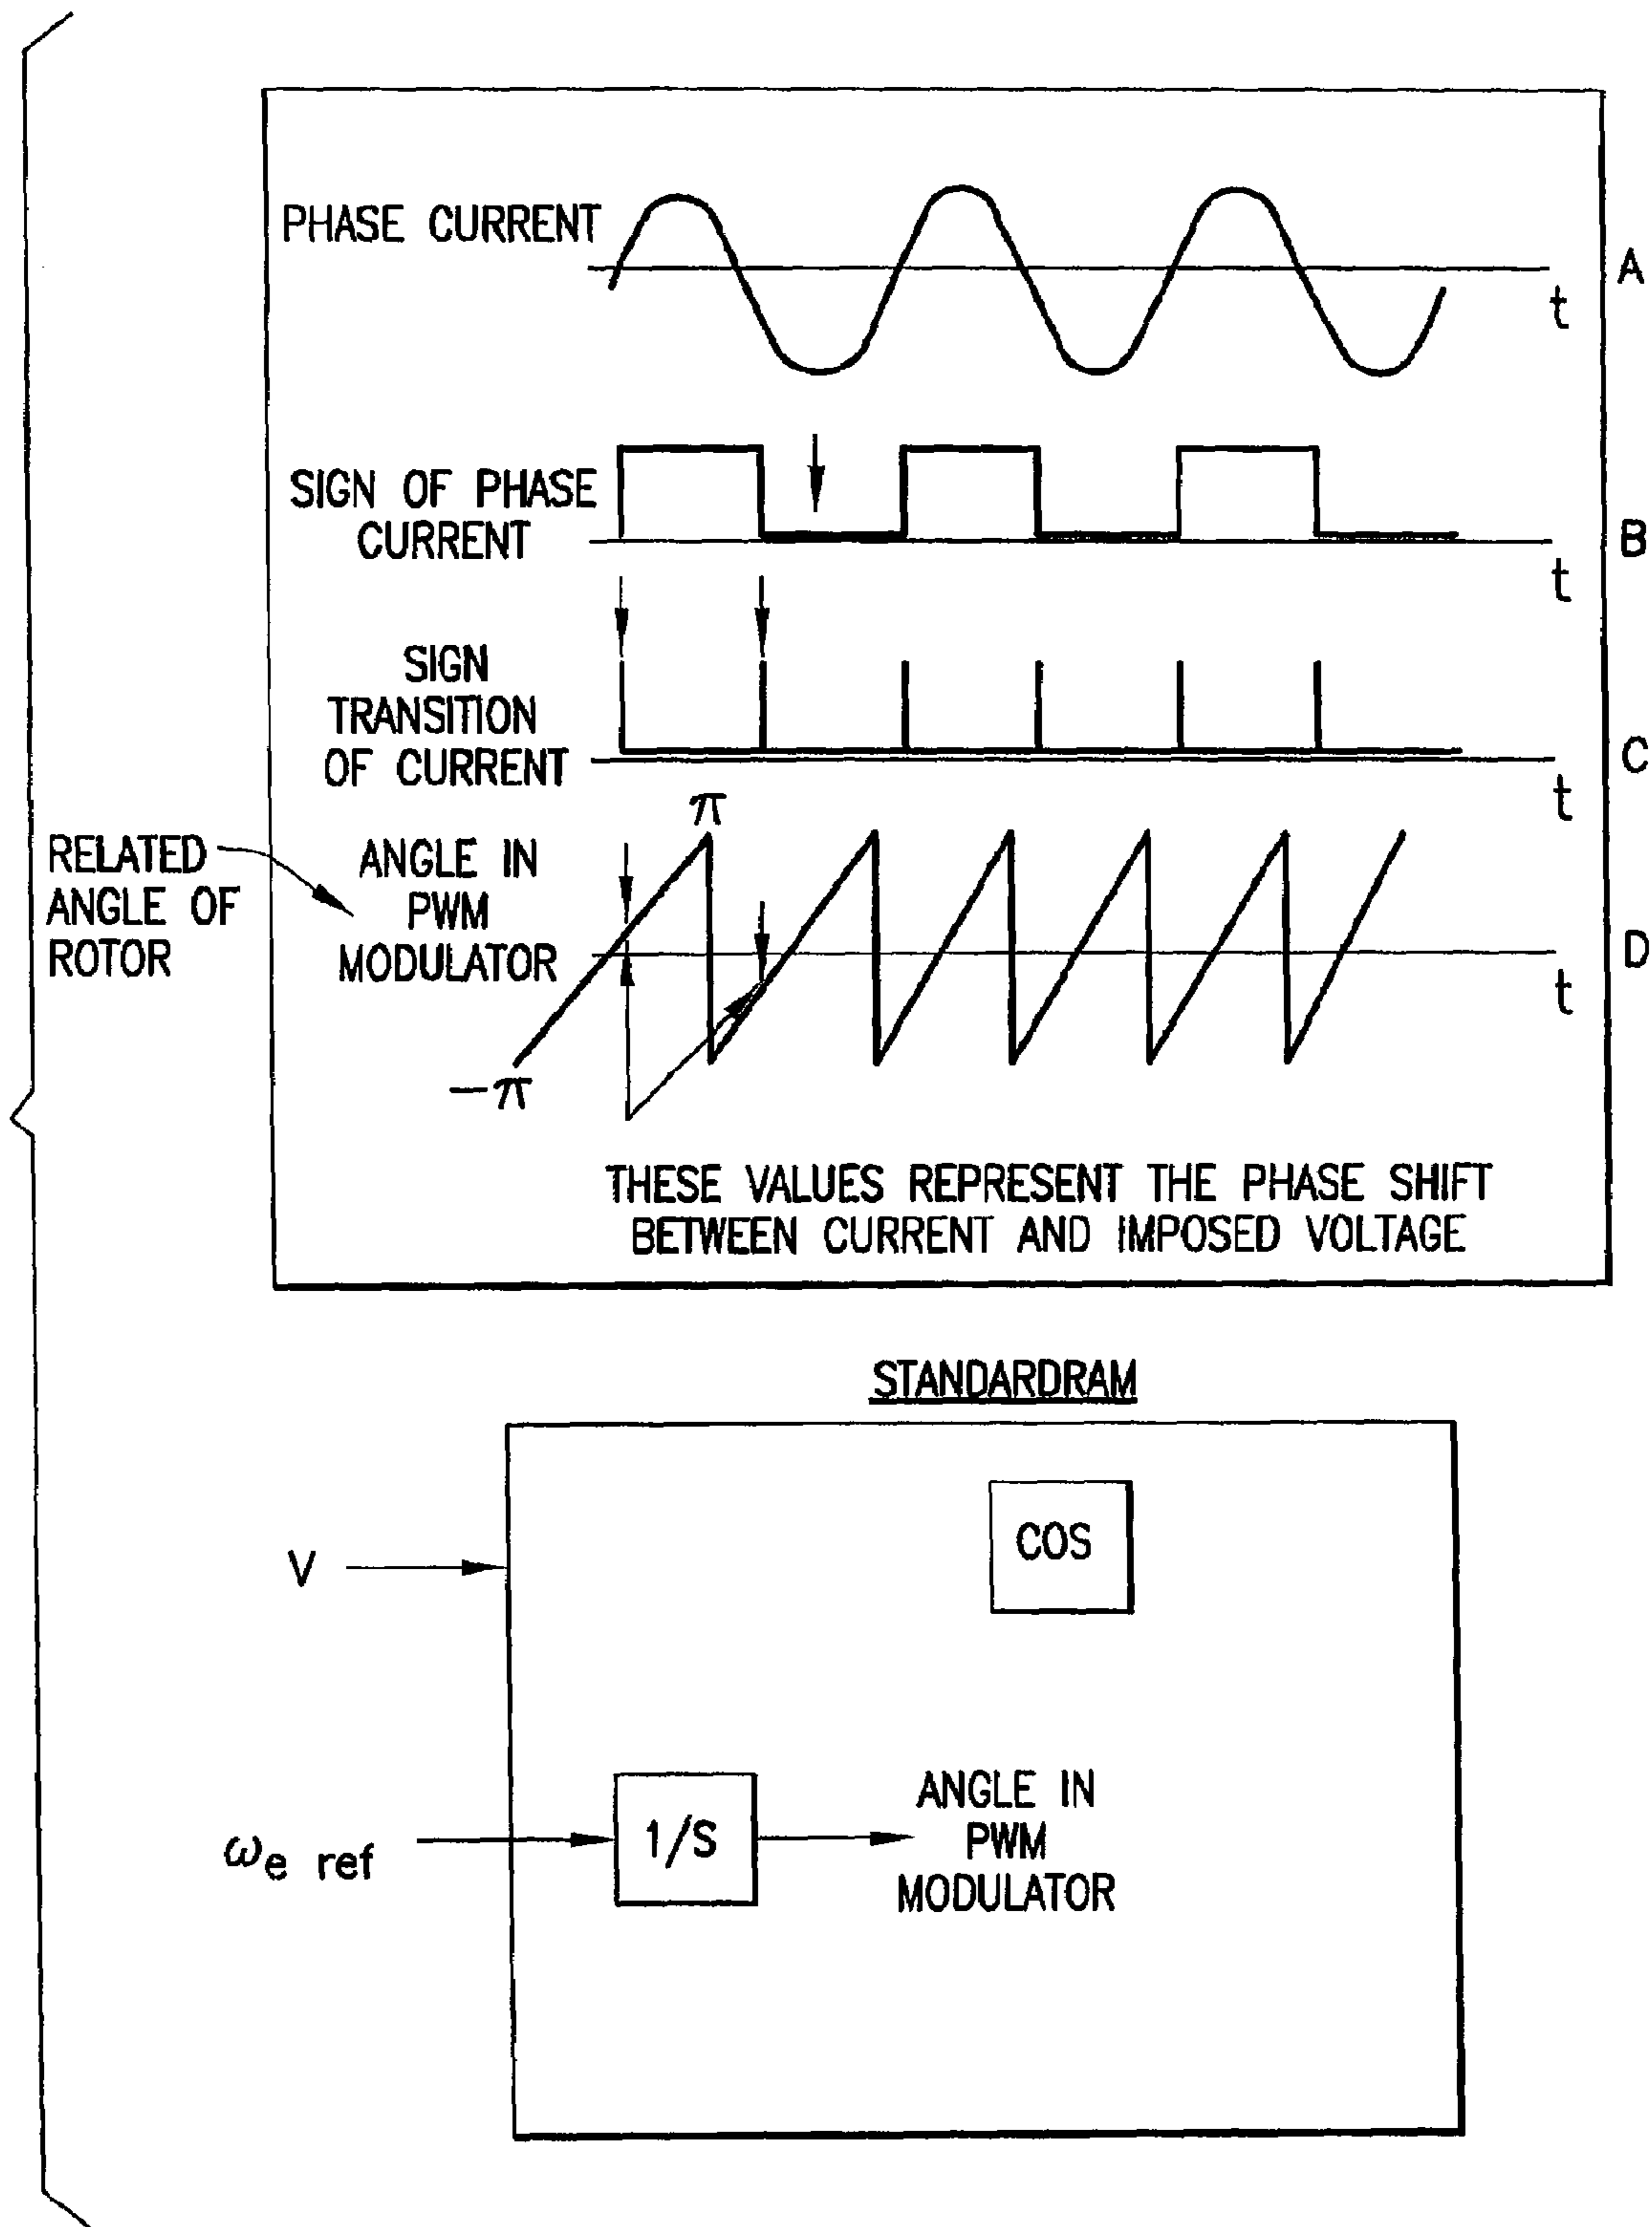 PHASE CURRENT
t
A
SIGN OF PHASE
CURRENT
t
B
SIGN
TRANSITION
OF CURRENT
t
C
π
RELATED
ANGLE OF
ROTOR
ANGLE IN
PWM
MODULATOR
t
D
-π
THESE VALUES REPRESENT THE PHASE SHIFT
BETWEEN CURRENT AND IMPOSED VOLTAGE
STANDARDRAM
COS
V
1/S
ANGLE IN
PWM
MODULATOR
ωe ref